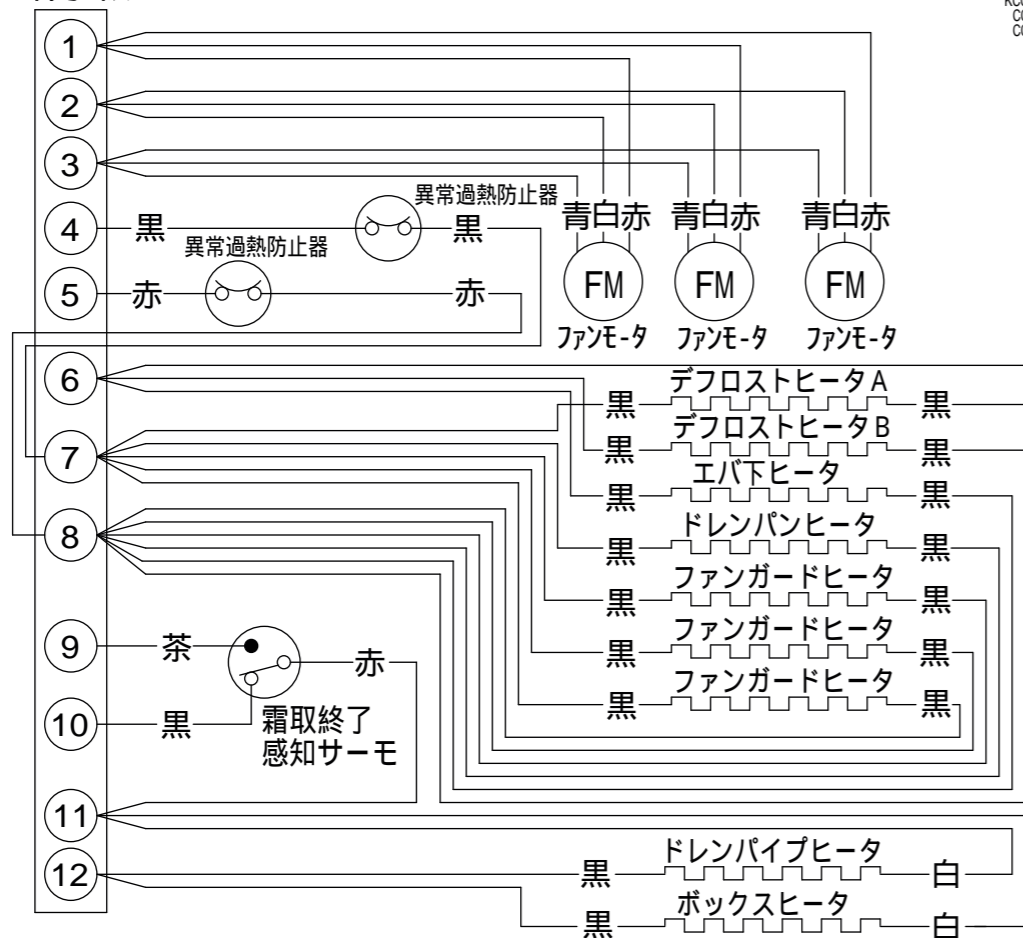 1
2
3
4 黒 異常過熱防止器 黒
5 赤 異常過熱防止器 赤
青白赤 青白赤 青白赤
FM FM FM
ファンモータ ファンモータ ファンモータ
6
7
8
黒 デフロストヒータA 黒
黒 デフロストヒータB 黒
黒 エバ下ヒータ 黒
黒 ドレンパンヒータ 黒
黒 ファンガードヒータ 黒
黒 ファンガードヒータ 黒
黒 ファンガードヒータ 黒
9 茶 赤
10 黒
霜取終了
感知サーモ
11
12
黒 ドレンパイプヒータ 白
黒 ボックスヒータ 白